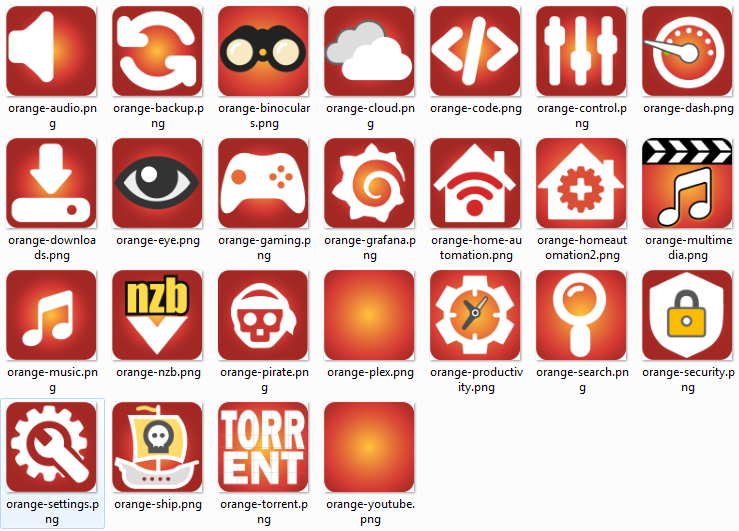 orange-audio.pn
g
orange-backup.p
ng
orange-binocular
s.png
orange-cloud.pn
g
orange-code.png
orange-control.p
ng
orange-dash.png
orange-downloa
ds.png
orange-eye.png
orange-gaming.p
ng
orange-grafana.p
ng
orange-home-au
tomation.png
orange-homeaut
omation2.png
orange-multime
dia.png
nzb
orange-music.pn
g
orange-nzb.png
orange-pirate.pn
g
orange-plex.png
orange-productiv
ity.png
orange-search.pn
g
orange-security.p
ng
TORR
ENT
orange-settings.p
ng
orange-ship.png
orange-torrent.p
ng
orange-youtube.
png